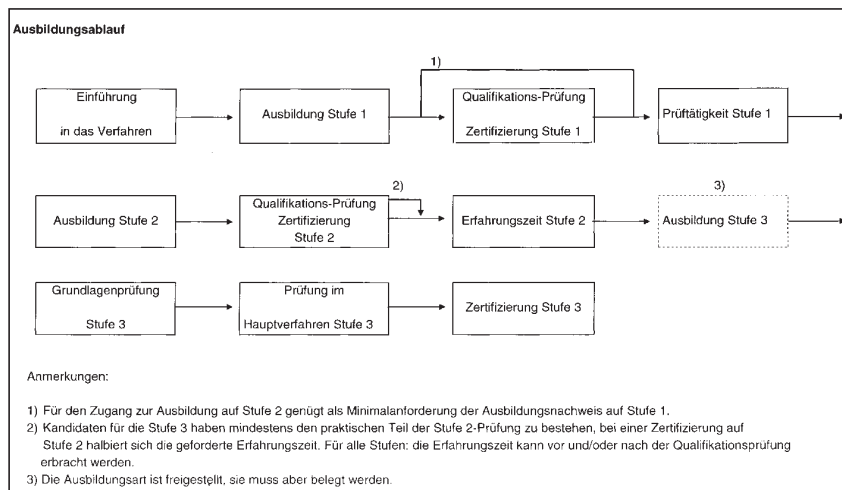 Ausbildungsablauf
1)
Einführung
in das Verfahren
Ausbildung Stufe 1
Qualifikations-Prüfung
Zertifizierung Stufe 1
Prüftätigkeit Stufe 1
2)
3)
Ausbildung Stufe 2
Qualifikations-Prüfung
Zertifizierung
Stufe 2
Erfahrungszeit Stufe 2
Ausbildung Stufe 3
Grundlagenprüfung
Stufe 3
Prüfung im
Hauptverfahren Stufe 3
Zertifizierung Stufe 3
Anmerkungen:
1) Für den Zugang zur Ausbildung auf Stufe 2 genügt als Minimalanforderung der Ausbildungsnachweis auf Stufe 1.
2) Kandidaten für die Stufe 3 haben mindestens den praktischen Teil der Stufe 2-Prüfung zu bestehen, bei einer Zertifizierung auf
Stufe 2 halbiert sich die geforderte Erfahrungszeit. Für alle Stufen: die Erfahrungszeit kann vor und/oder nach der Qualifikationsprüfung
erbracht werden.
3) Die Ausbildungsart ist freigestellt, sie muss aber belegt werden.